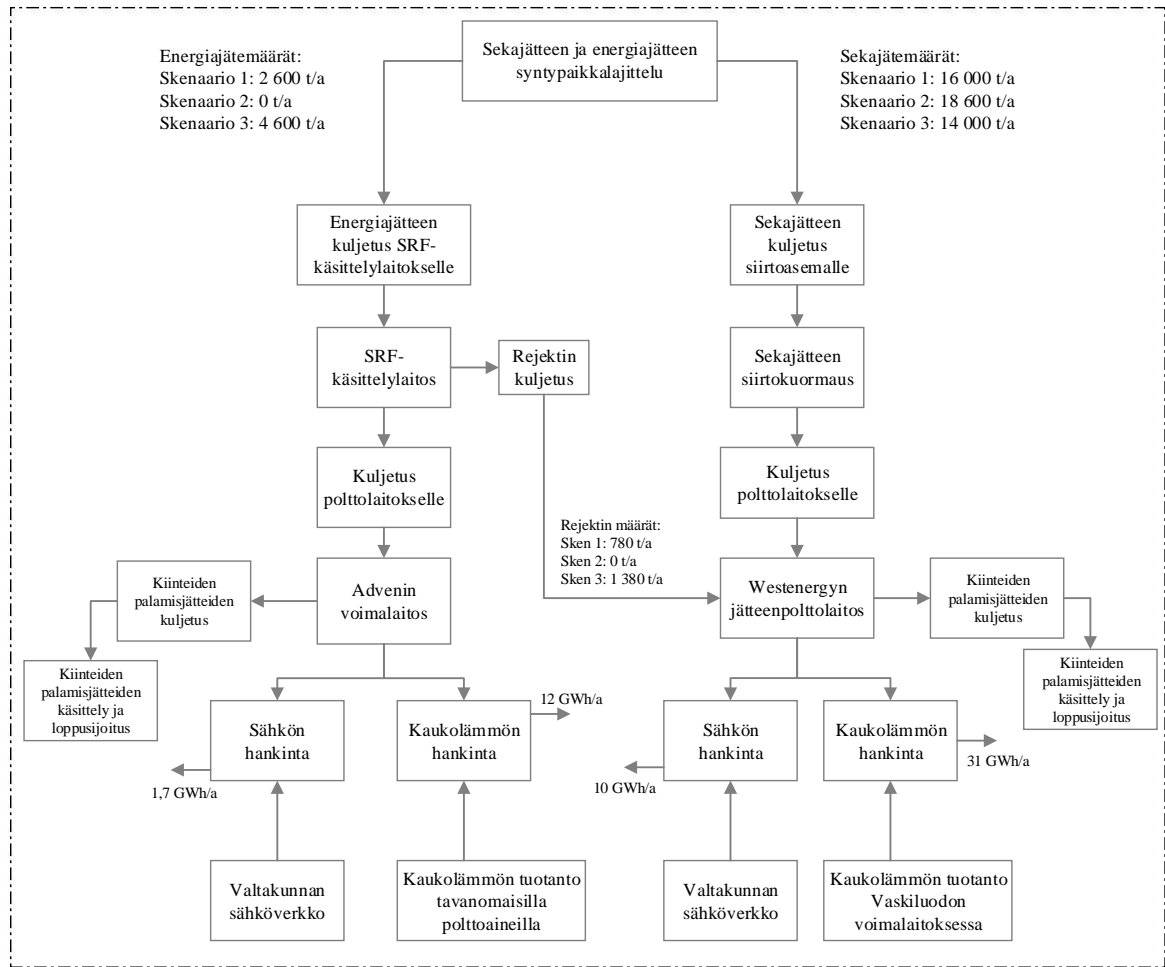 Energiajätemäärät:
Skenaario 1: 2 600 t/a
Skenaario 2: 0 t/a
Skenaario 3: 4 600 t/a
Sekajätteen ja energiajätteen
syntypaikkalajittelu
Sekajätemäärät:
Skenaario 1: 16 000 t/a
Skenaario 2: 18 600 t/a
Skenaario 3: 14 000 t/a
Energiajätteen
kuljetus SRF-
käsittelylaitokselle
Sekajätteen
kuljetus
siirtoasemalle
SRF-
käsittelylaitos
Rejektin
kuljetus
Sekajätteen
siirtokuormaus
Kuljetus
polttolaitokselle
Kuljetus
polttolaitokselle
Rejektin määrät:
Sken 1: 780 t/a
Sken 2: 0 t/a
Sken 3: 1 380 t/a
Kiinteiden
palamisjätteiden
kuljetus
Advenin
voimalaitos
Westenergyn
jätteenpolttolaitos
Kiinteiden
palamisjätteiden
kuljetus
Kiinteiden
palamisjätteiden
käsittely ja
loppusijoitus
Kiinteiden
palamisjätteiden
käsittely ja
loppusijoitus
Sähkön
hankinta
1,7 GWh/a
Kaukolämmön
hankinta
12 GWh/a
Sähkön
hankinta
10 GWh/a
Kaukolämmön
hankinta
31 GWh/a
Valtakunnan
sähköverkko
Kaukolämmön tuotanto
tavanomaisilla
polttoaineilla
Valtakunnan
sähköverkko
Kaukolämmön tuotanto
Vaskiluodon
voimalaitoksessa